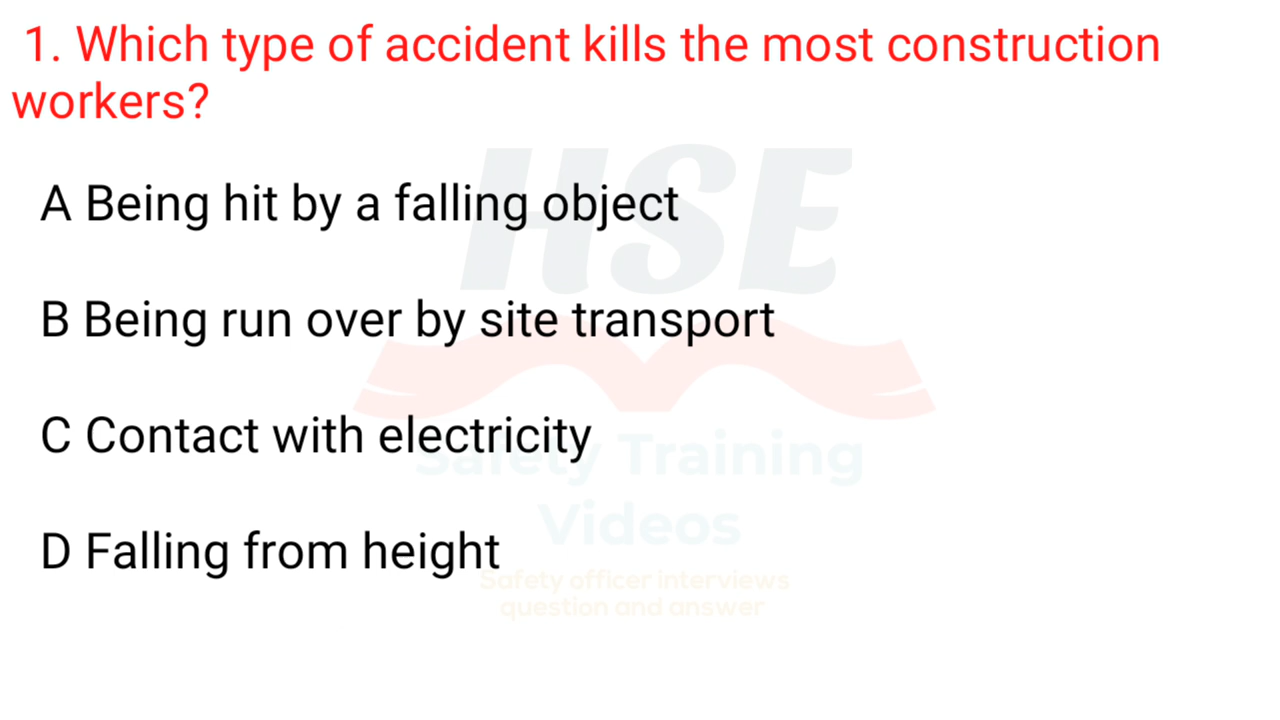 1. Which type of accident kills the most construction
workers?
HSE
A Being hit by a falling object
B Being run over by site transport
C Contact with electricity
Safety Training
Videos
D Falling from height
Safety officer interviews
question and answer